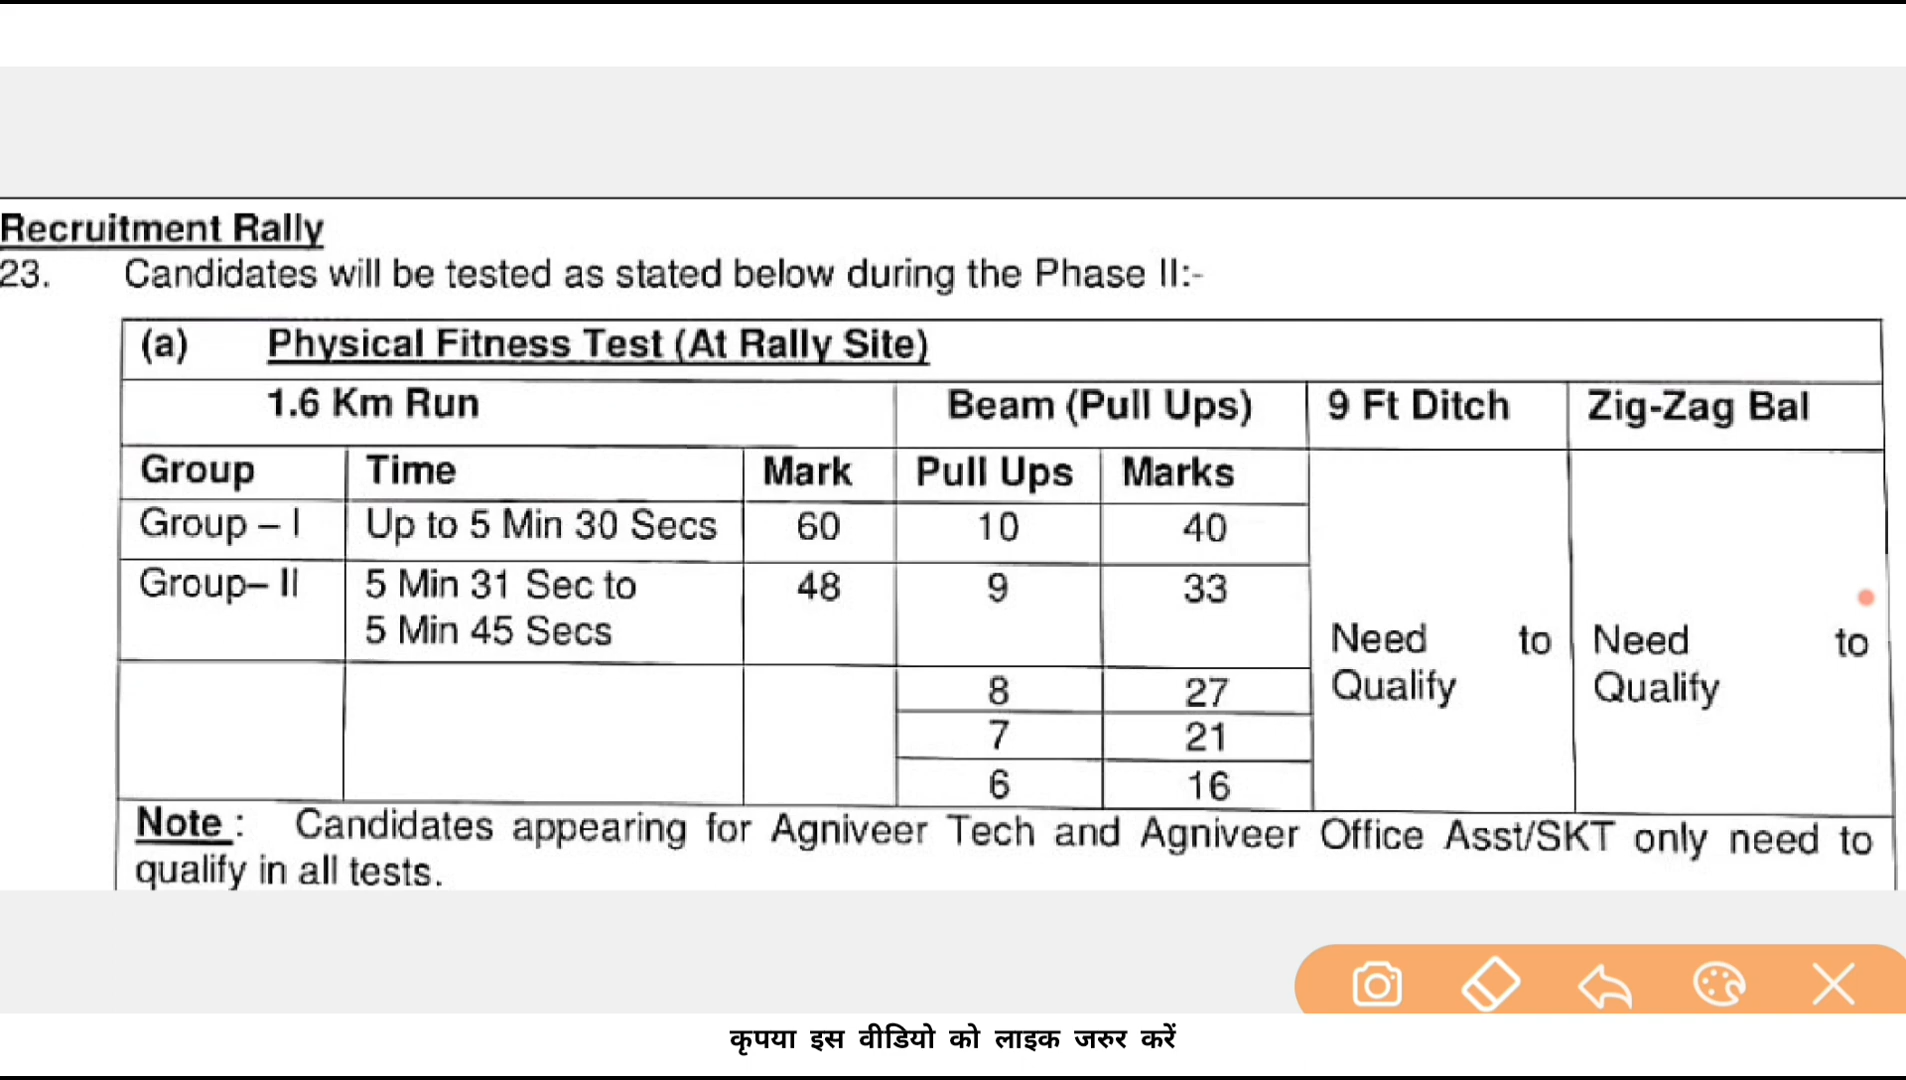 Recruitment Rally
23. Candidates will be tested as stated below during the Phase II:-
(a) Physical Fitness Test (At Rally Site)
1.6 Km Run Beam (Pull Ups) 9 Ft Ditch Zig-Zag Bal
Group Time Mark Pull Ups Marks
Group – I Up to 5 Min 30 Secs 60 10 40
Group– II 5 Min 31 Sec to 48 9 33
5 Min 45 Secs
Need to Need to
Qualify Qualify
8 27
7 21
6 16
Note : Candidates appearing for Agniveer Tech and Agniveer Office Asst/SKT only need to
qualify in all tests.
कृपया इस वीडियो को लाइक जरुर करें